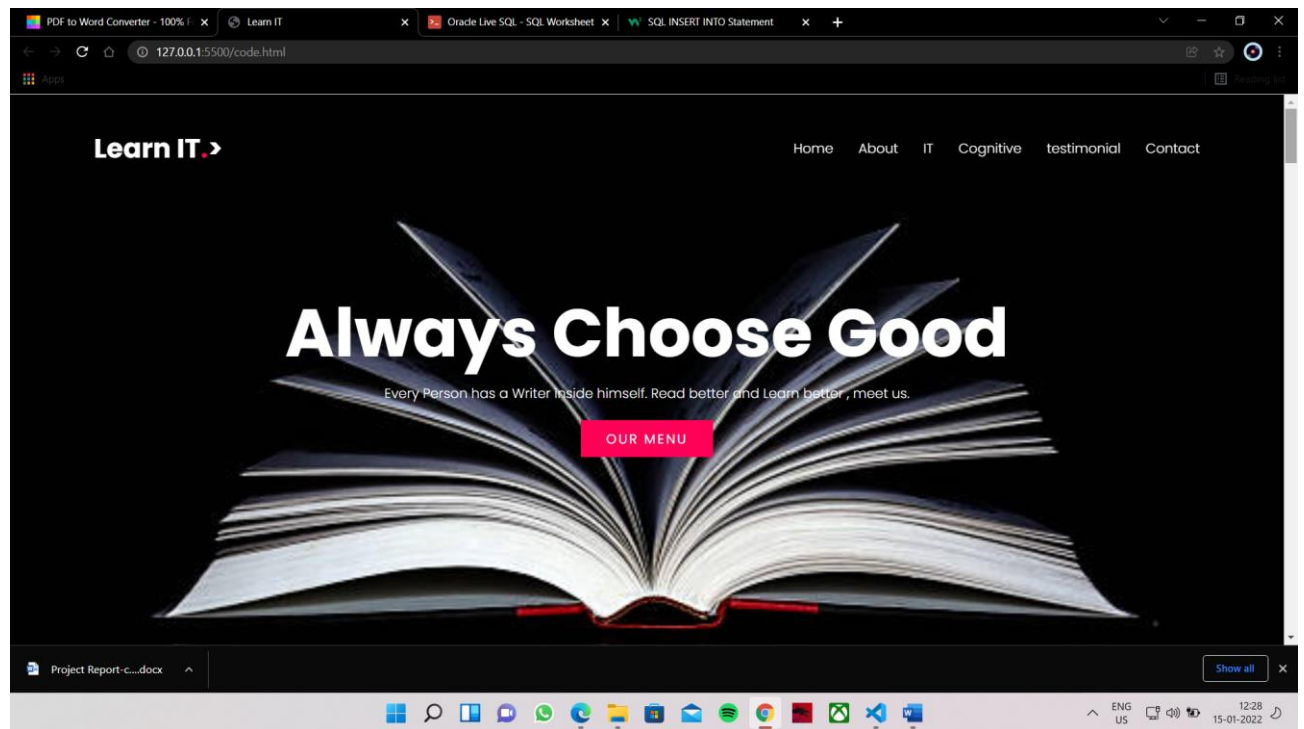 PDF to Word Converter - 100% F
Learn IT
Oracle Live SQL - SQL Worksheet
SQL INSERT INTO Statement
127.0.0.1:5500/code.html
Apps
Reading list
Learn IT.>
Home About IT Cognitive testimonial Contact
Always Choose Good
Every Person has a Writer inside himself. Read better and Learn better , meet us.
OUR MENU
Project Report-c....docx
Show all
ENG
US
12:28
15-01-2022